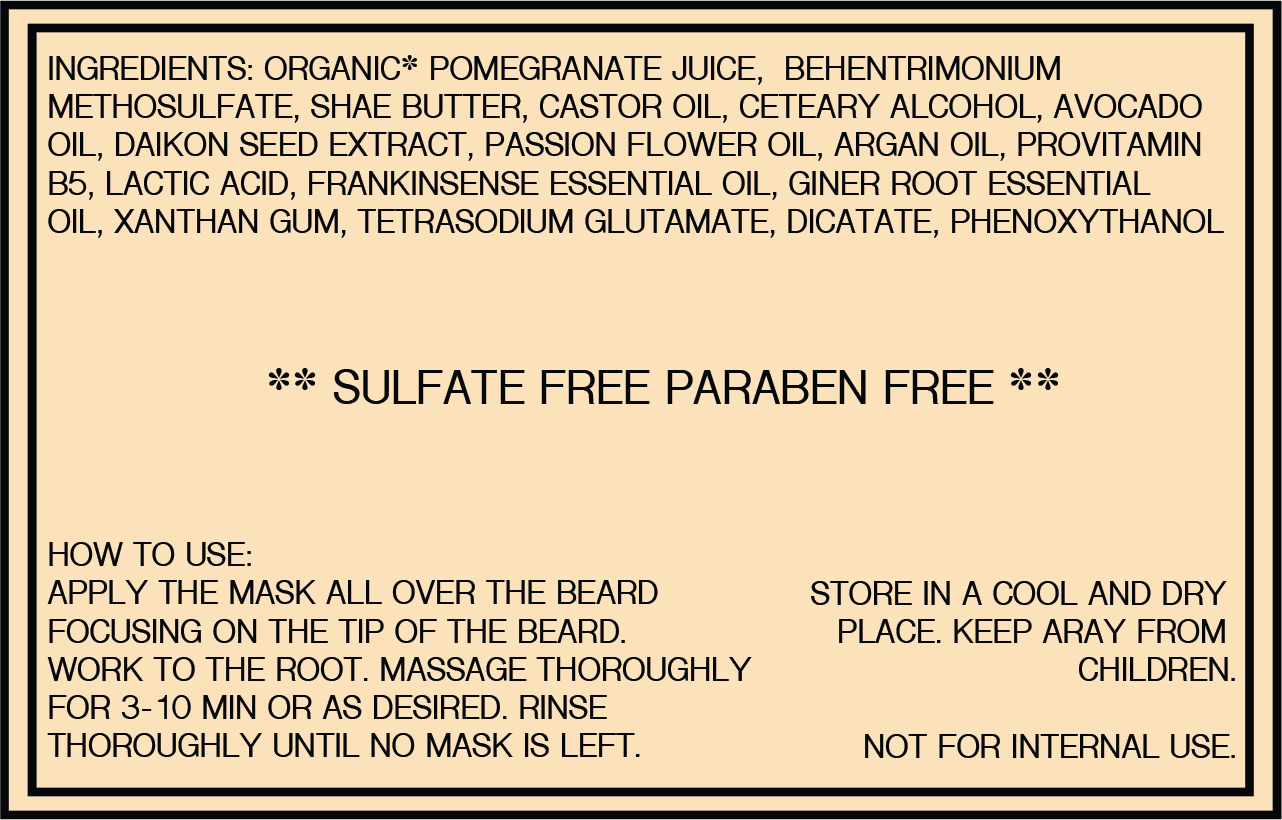 INGREDIENTS: ORGANIC* POMEGRANATE JUICE, BEHENTRIMONIUM
METHOSULFATE, SHAE BUTTER, CASTOR OIL, CETEARY ALCOHOL, AVOCADO
OIL, DAIKON SEED EXTRACT, PASSION FLOWER OIL, ARGAN OIL, PROVITAMIN
B5, LACTIC ACID, FRANKINSENSE ESSENTIAL OIL, GINER ROOT ESSENTIAL
OIL, XANTHAN GUM, TETRASODIUM GLUTAMATE, DICATATE, PHENOXYTHANOL
** SULFATE FREE PARABEN FREE **
HOW TO USE:
APPLY THE MASK ALL OVER THE BEARD
FOCUSING ON THE TIP OF THE BEARD.
WORK TO THE ROOT. MASSAGE THOROUGHLY
FOR 3-10 MIN OR AS DESIRED. RINSE
THOROUGHLY UNTIL NO MASK IS LEFT.
STORE IN A COOL AND DRY
PLACE. KEEP ARAY FROM
CHILDREN.
NOT FOR INTERNAL USE.